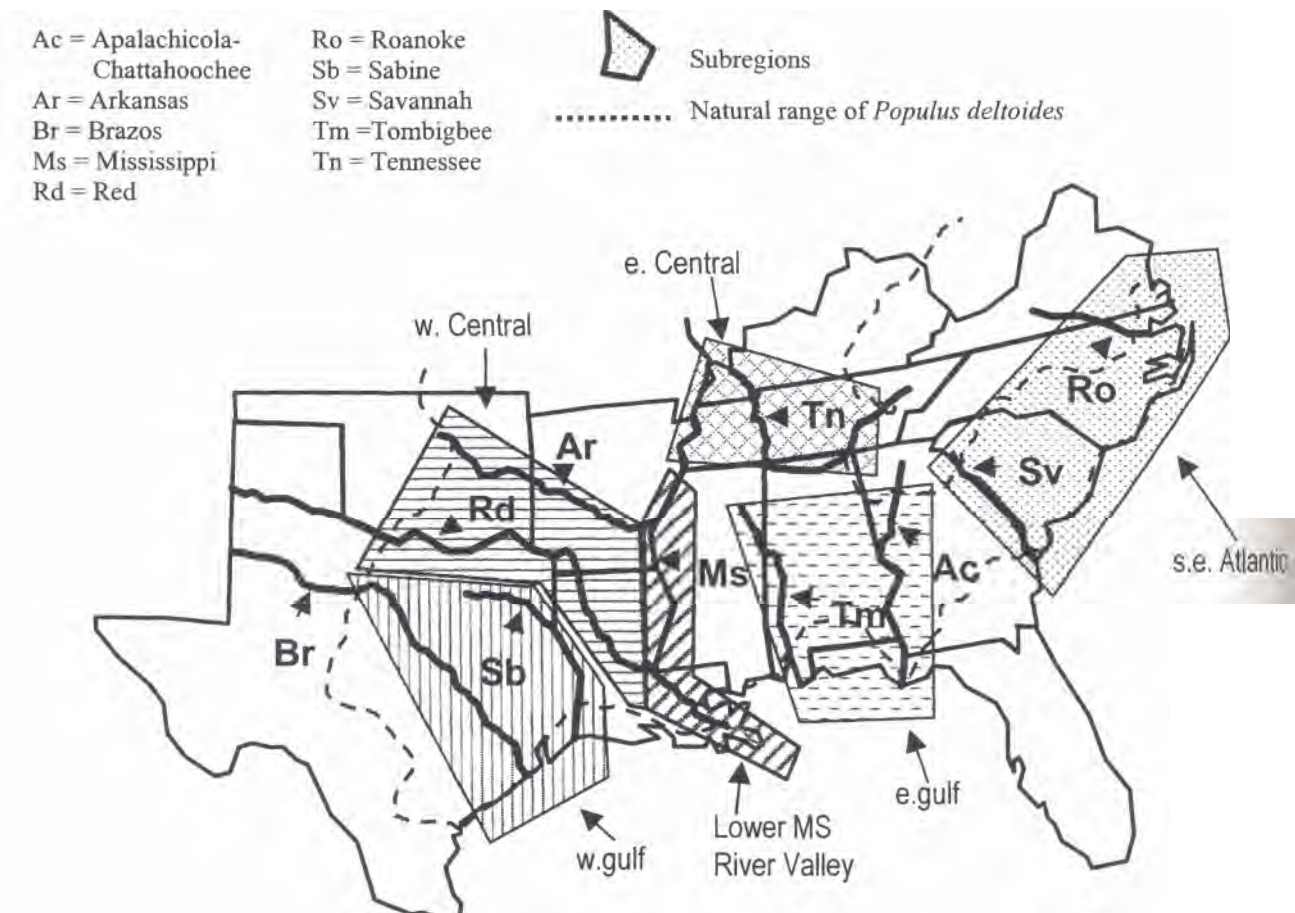 Ac = Apalachicola-
Chattahoochee
Ar = Arkansas
Br = Brazos
Ms = Mississippi
Rd = Red
Ro = Roanoke
Sb = Sabine
Sv = Savannah
Tm =Tombigbee
Tn = Tennessee
Subregions
Natural range of Populus deltoides
e. Central
w. Central
Ro
Tn
Ar
Sv
Rd
s.e. Atlantic
Ms
Ac
Tm
Br
Sb
e.gulf
Lower MS
River Valley
w.gulf